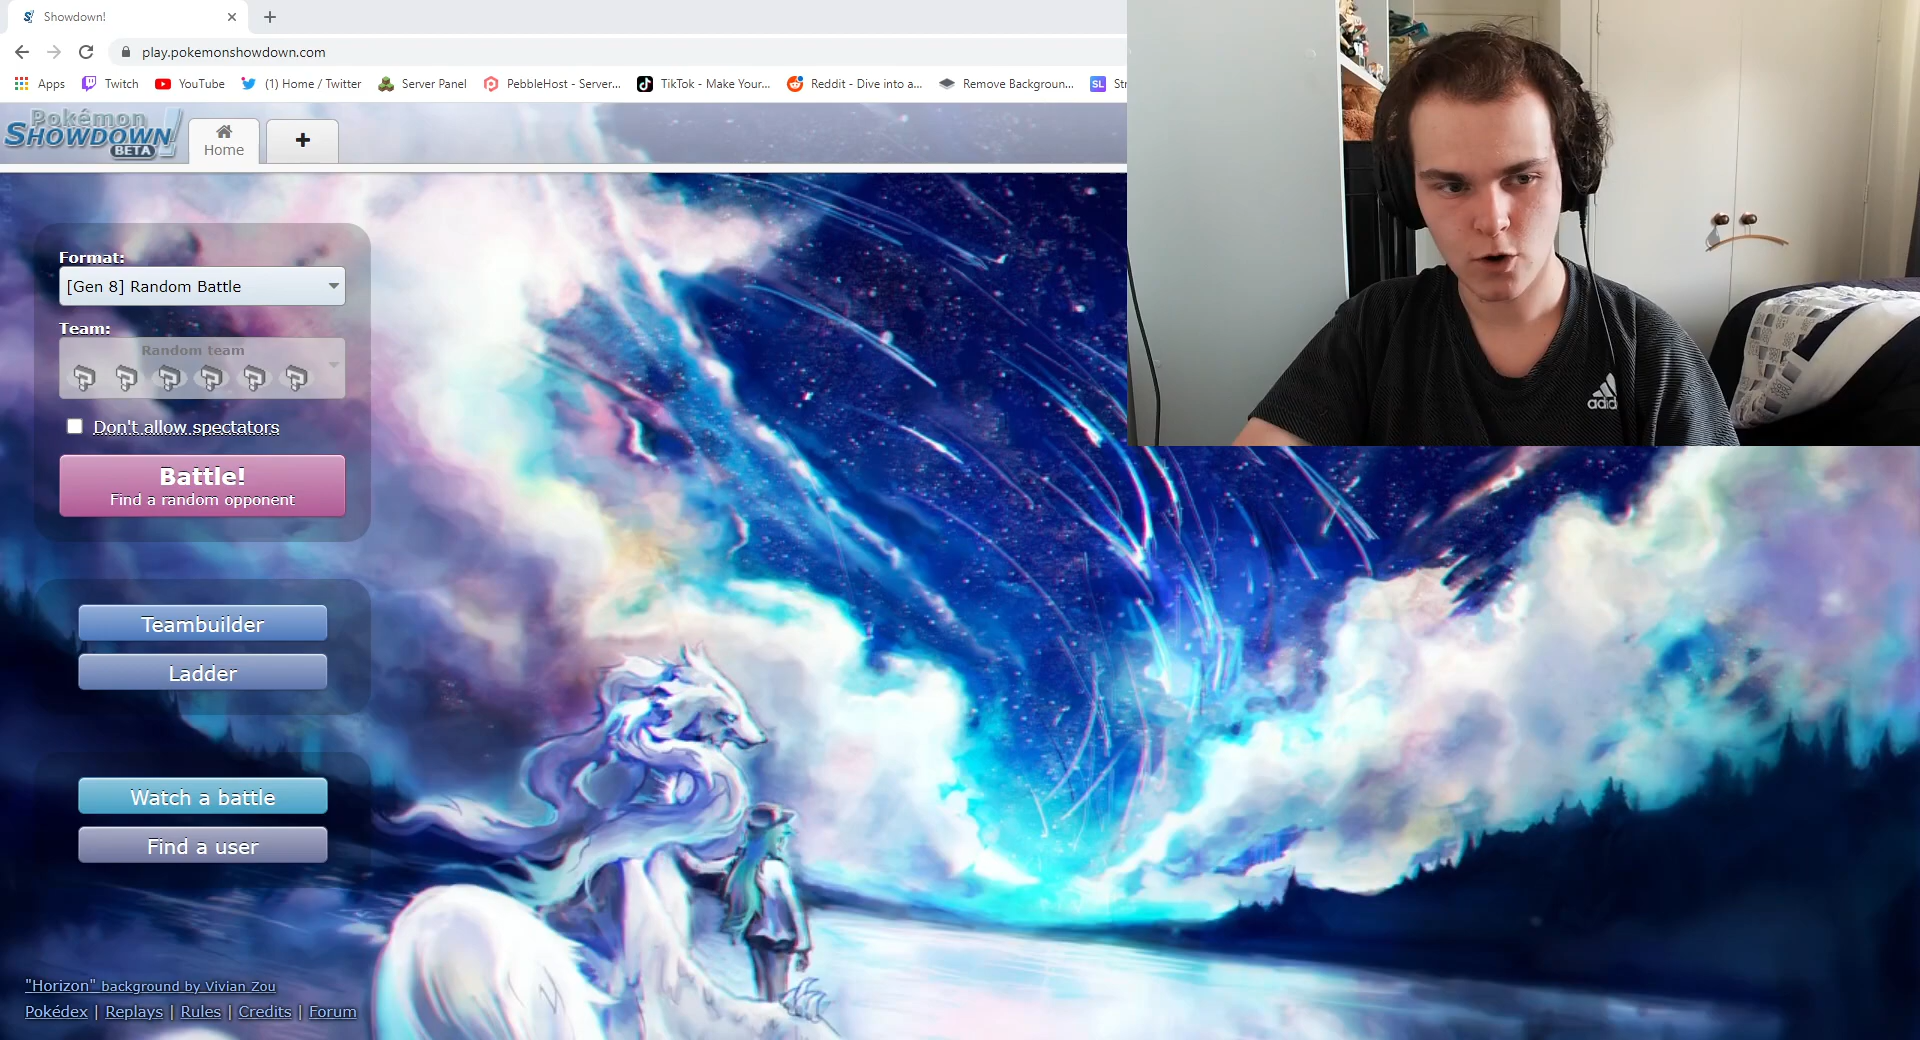 Showdown!
play.pokemonshowdown.com
Apps
Twitch
YouTube
(1) Home / Twitter
Server Panel
PebbleHost - Server...
TikTok - Make Your...
Reddit - Dive into a...
Remove Backgroun...
SL
Str
Pokémon
SHOWDOWN!
BETA
Home
Format:
[Gen 8] Random Battle
Team:
Random team
Don't allow spectators
Battle!
Find a random opponent
Teambuilder
Ladder
Watch a battle
Find a user
"Horizon" background by Vivian Zou
Pokédex | Replays | Rules | Credits | Forum
adidas